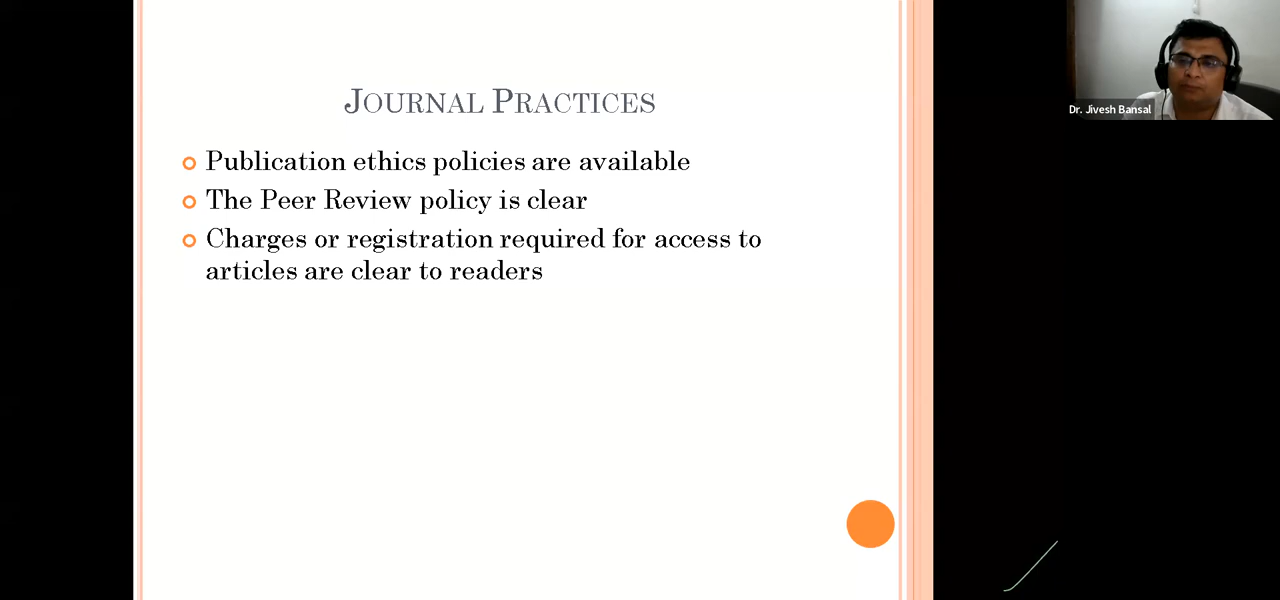 Journal Practices
Publication ethics policies are available
The Peer Review policy is clear
Charges or registration required for access to
articles are clear to readers
Dr. Jivesh Bansal